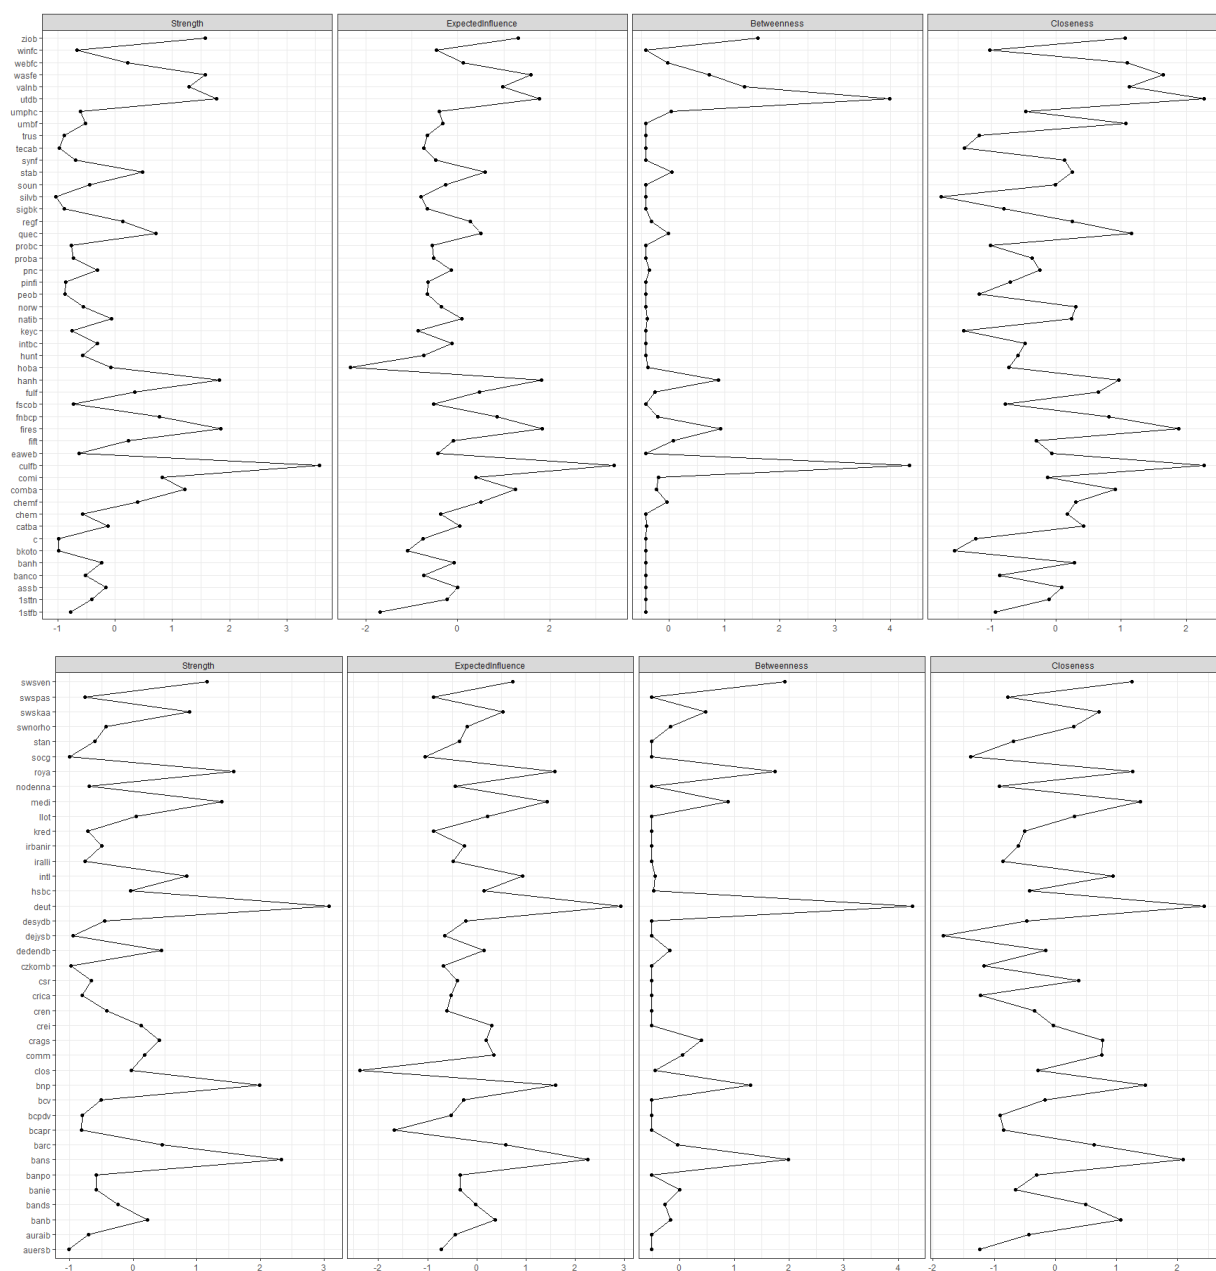 Strength ExpectedInfluence Betweenness Closeness
ziob
winfc
webfc
wasfe
valnb
utdb
umphc
umbf
trus
tecab
synf
stab
soun
silvb
sigbk
regf
quec
probc
proba
pnc
pinfi
peob
norw
natib
keyc
intbc
hunt
hoba
hanh
fulf
fscob
fnbcp
fires
fift
eaweb
culfb
comi
comba
chemf
chem
catba
c
bkoto
banh
banco
assb
1sttn
1stfb
-1 0 1 2 3 -2 0 2 0 1 2 3 4 -1 0 1 2
Strength ExpectedInfluence Betweenness Closeness
swsven
swspas
swskaa
swnorho
stan
socg
roya
nodenna
medi
llot
kred
irbanir
iralli
intl
hsbc
deut
desydb
dejysb
dedendb
czkomb
csr
crica
cren
crei
crags
comm
clos
bnp
bcv
bcpdv
bcapr
barc
bans
banpo
banie
bands
banb
auraib
auersb
-1 0 1 2 3 -2 -1 0 1 2 3 0 1 2 3 4 -2 -1 0 1 2